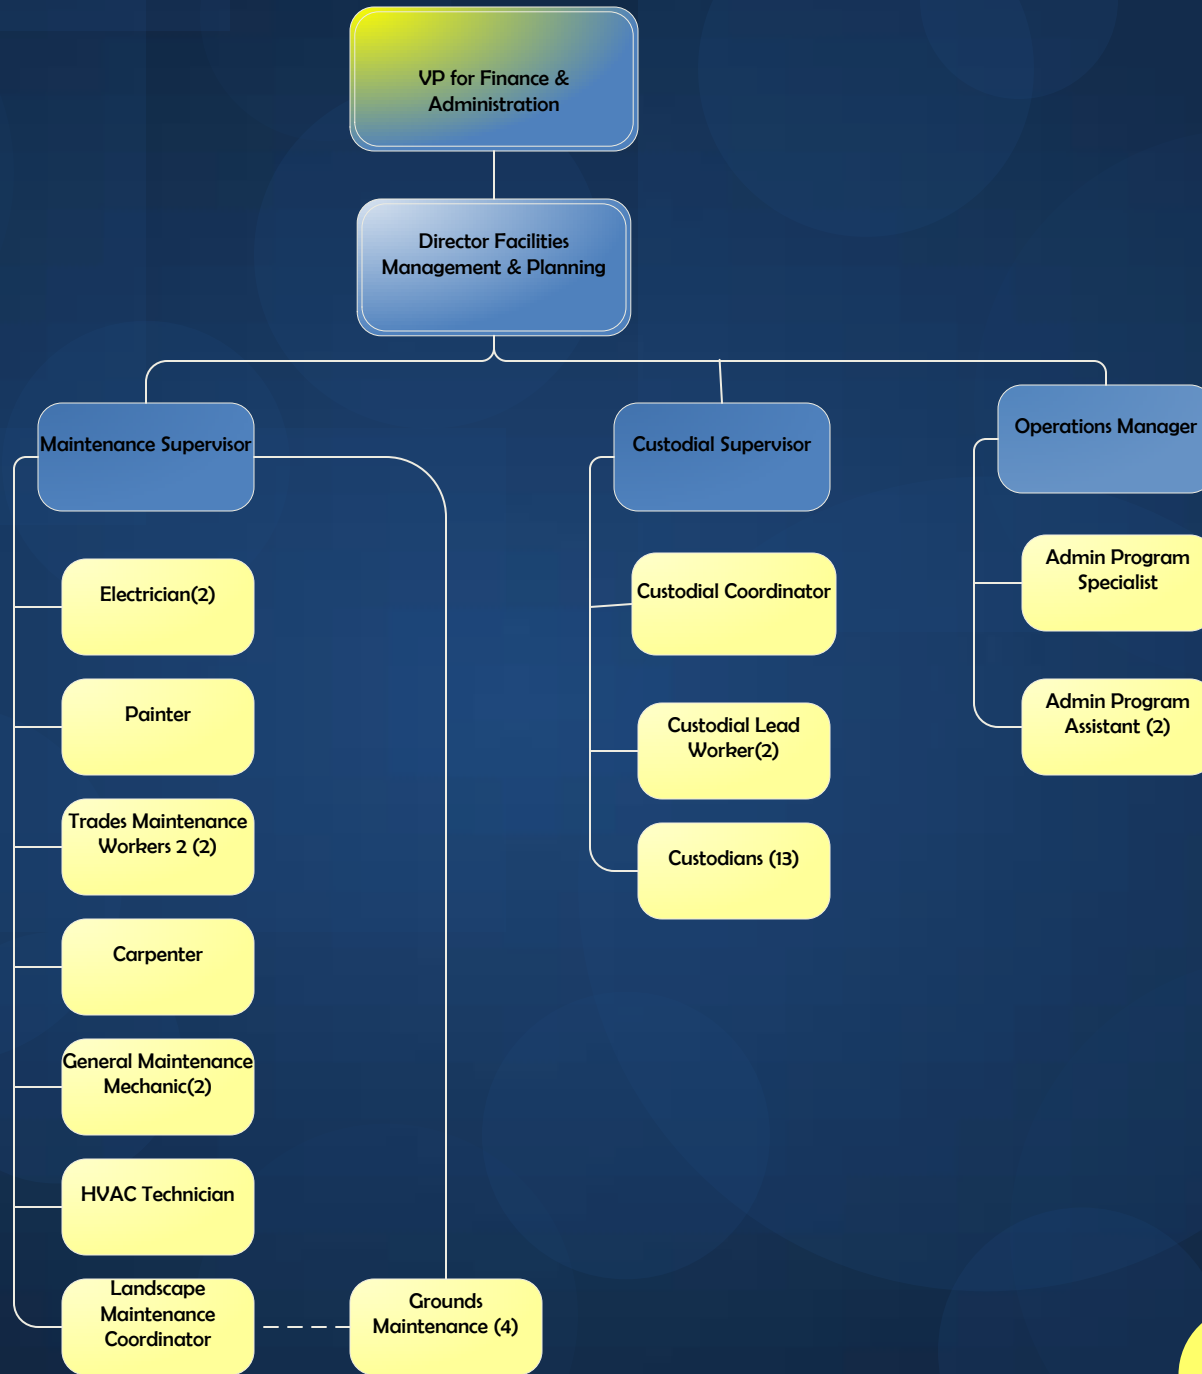 VP for Finance &
Administration
Director Facilities
Management & Planning
Maintenance Supervisor
Custodial Supervisor
Operations Manager
Electrician(2)
Painter
Trades Maintenance
Workers 2 (2)
Carpenter
General Maintenance
Mechanic(2)
HVAC Technician
Landscape
Maintenance
Coordinator
Grounds
Maintenance (4)
Custodial Coordinator
Custodial Lead
Worker(2)
Custodians (13)
Admin Program
Specialist
Admin Program
Assistant (2)